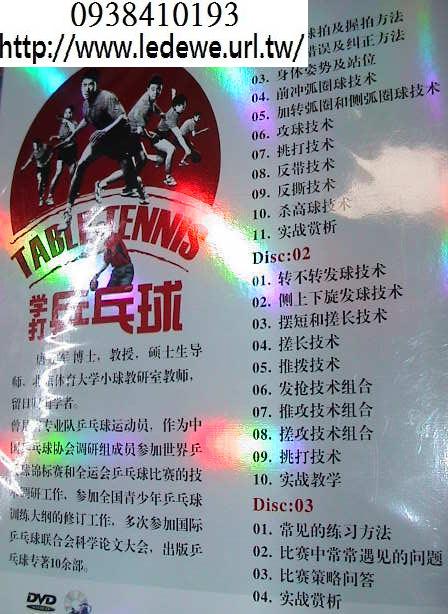 0938410193
http://www.ledewe.url.tw/
TABLE TENNIS
学打乒乓球
博士，教授，硕士生导
师、北京体育大学小球教研室教师，
留日 学者。
专业队乒乓球运动员，作为中
国乒乓球协会调研组成员参加世界乒
乓球锦标赛和全运会乒乓球比赛的技
术调研工作，参加全国青少年乒乓球
训练大纲的修订工作，多次参加国际
乒乓球联合会科学论文大会，出版乒
乓球专著10余部。
DVD
球拍及握拍方法
错误及纠正方法
03. 身体姿势及站位
04. 前冲弧圈球技术
05. 加转弧圈和侧弧圈球技术
06. 攻球技术
07. 挑打技术
08. 反带技术
09. 反撕技术
10. 杀高球技术
11. 实战赏析
Disc:02
01. 转不转发球技术
02. 侧上下旋发球技术
03. 摆短和搓长技术
04. 搓长技术
05. 推拨技术
06. 发抢技术组合
07. 推攻技术组合
08. 搓攻技术组合
09. 挑打技术
10. 实战教学
Disc:03
01. 常见的练习方法
02. 比赛中常常遇见的问题
03. 比赛策略问答
04. 实战赏析